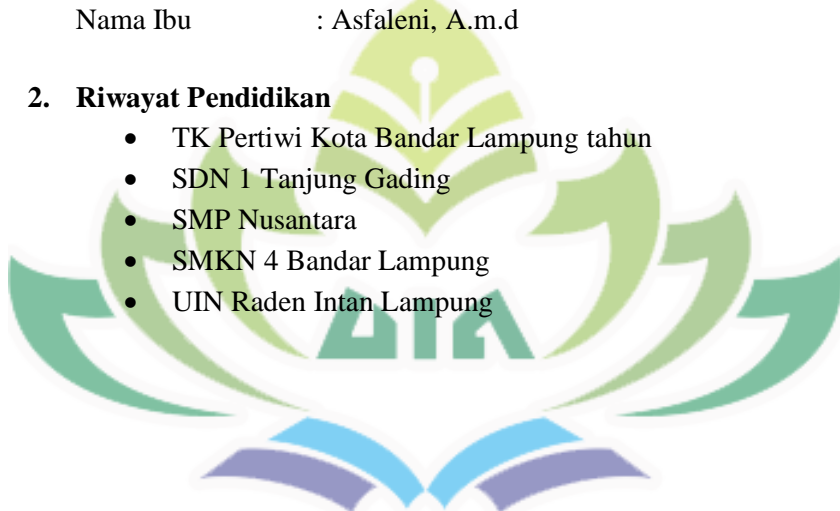 Nama Ibu : Asfaleni, A.m.d
2. Riwayat Pendidikan
• TK Pertiwi Kota Bandar Lampung tahun
• SDN 1 Tanjung Gading
• SMP Nusantara
• SMKN 4 Bandar Lampung
• UIN Raden Intan Lampung